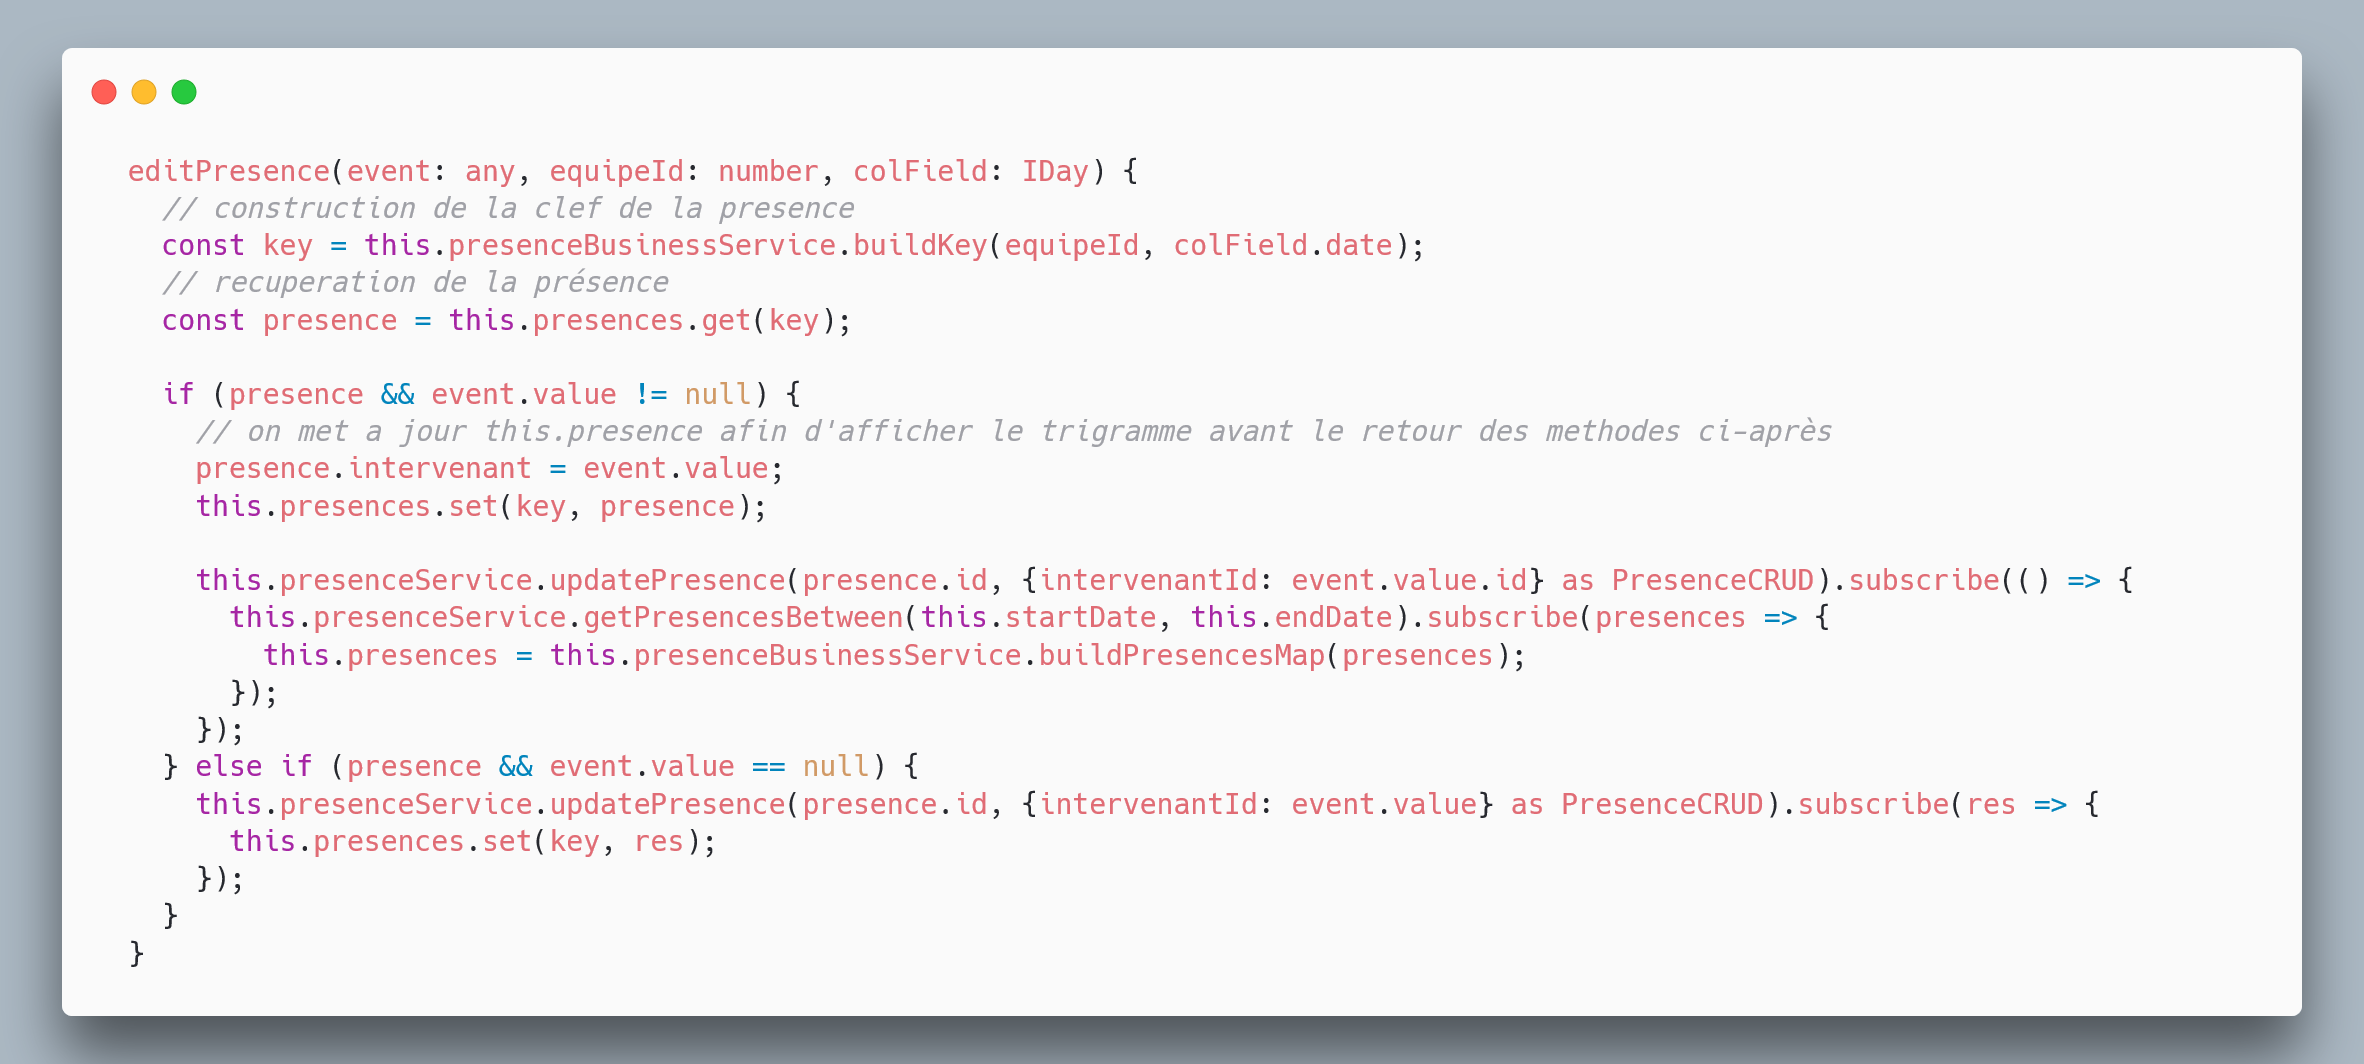 editPresence(event: any, equipeId: number, colField: IDay) {
// construction de la clef de la presence
const key = this.presenceBusinessService.buildKey(equipeId, colField.date);
// recuperation de la présence
const presence = this.presences.get(key);
if (presence && event.value != null) {
// on met a jour this.presence afin d'afficher le trigramme avant le retour des methodes ci-après
presence.intervenant = event.value;
this.presences.set(key, presence);
this.presenceService.updatePresence(presence.id, {intervenantId: event.value.id} as PresenceCRUD).subscribe(() => {
this.presenceService.getPresencesBetween(this.startDate, this.endDate).subscribe(presences => {
this.presences = this.presenceBusinessService.buildPresencesMap(presences);
});
});
} else if (presence && event.value == null) {
this.presenceService.updatePresence(presence.id, {intervenantId: event.value} as PresenceCRUD).subscribe(res => {
this.presences.set(key, res);
});
}
}